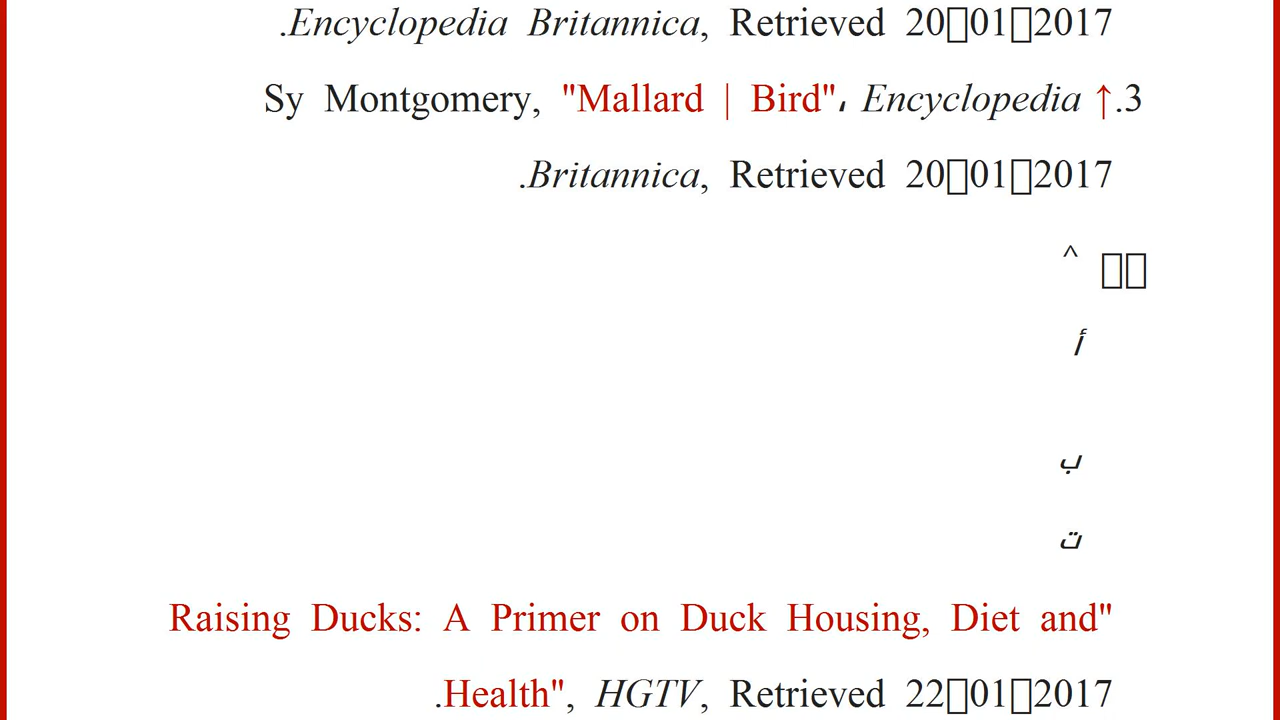 .Encyclopedia Britannica, Retrieved 20▯01▯2017
Sy Montgomery, "Mallard | Bird"، Encyclopedia ↑.3
.Britannica, Retrieved 20▯01▯2017
^ ▯▯
أ
ب
ت
Raising Ducks: A Primer on Duck Housing, Diet and"
.Health", HGTV, Retrieved 22▯01▯2017